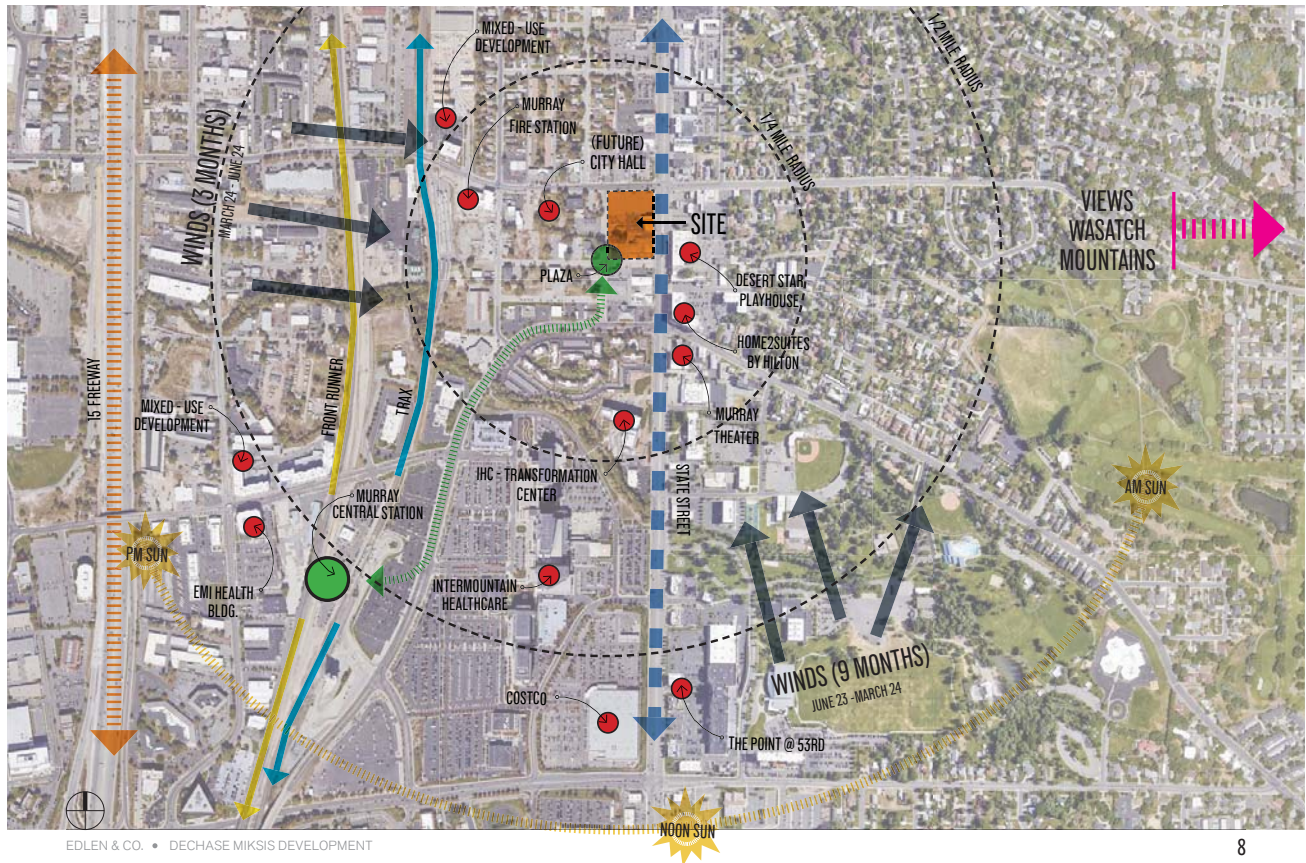 MIXED - USE
DEVELOPMENT
MURRAY
FIRE STATION
(FUTURE)
CITY HALL
1/2 MILE RADIUS
1/4 MILE RADIUS
WINDS (3 MONTHS)
MARCH 24 - JUNE 24
SITE
VIEWS
WASATCH
MOUNTAINS
PLAZA
DESERT STAR
PLAYHOUSE
HOME2SUITES
BY HILTON
15 FREEWAY
FRONT RUNNER
TRAX
MIXED - USE
DEVELOPMENT
MURRAY
THEATER
IHC - TRANSFORMATION
CENTER
STATE STREET
MURRAY
CENTRAL STATION
AM SUN
PM SUN
EMI HEALTH
BLDG.
INTERMOUNTAIN
HEALTHCARE
WINDS (9 MONTHS)
JUNE 23 - MARCH 24
COSTCO
THE POINT @ 53RD
NOON SUN
EDLEN & CO. • DECHASE MIKSIS DEVELOPMENT
8